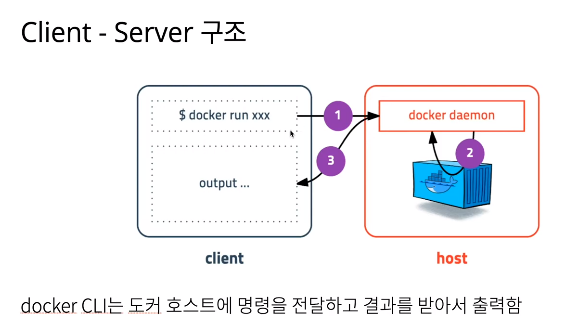 Client - Server 구조
$ docker run xxx
1
docker daemon
2
3
output ...
client
host
docker CLI는 도커 호스트에 명령을 전달하고 결과를 받아서 출력함